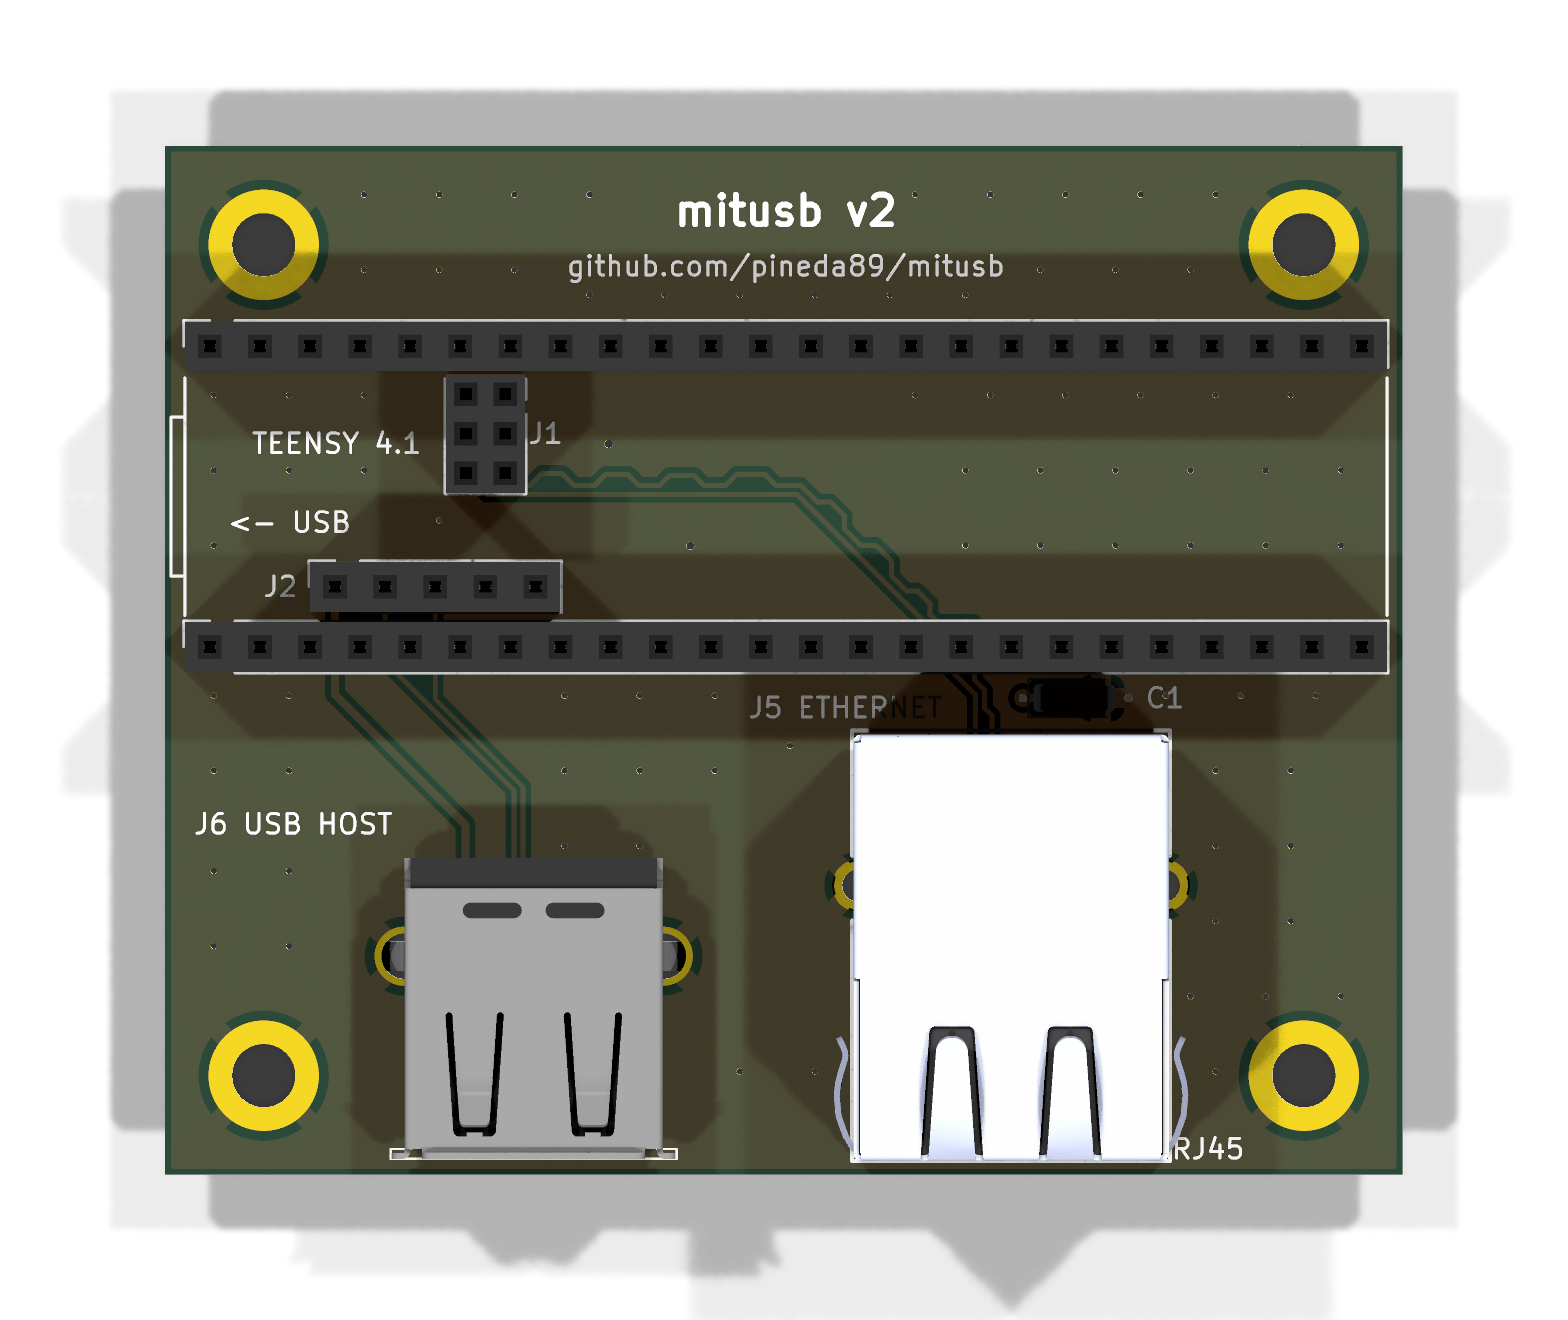 mitusb v2
github.com/pineda89/mitusb
J1
TEENSY 4.1
<- USB
J2
J5 ETHERNET
C1
J6 USB HOST
RJ45